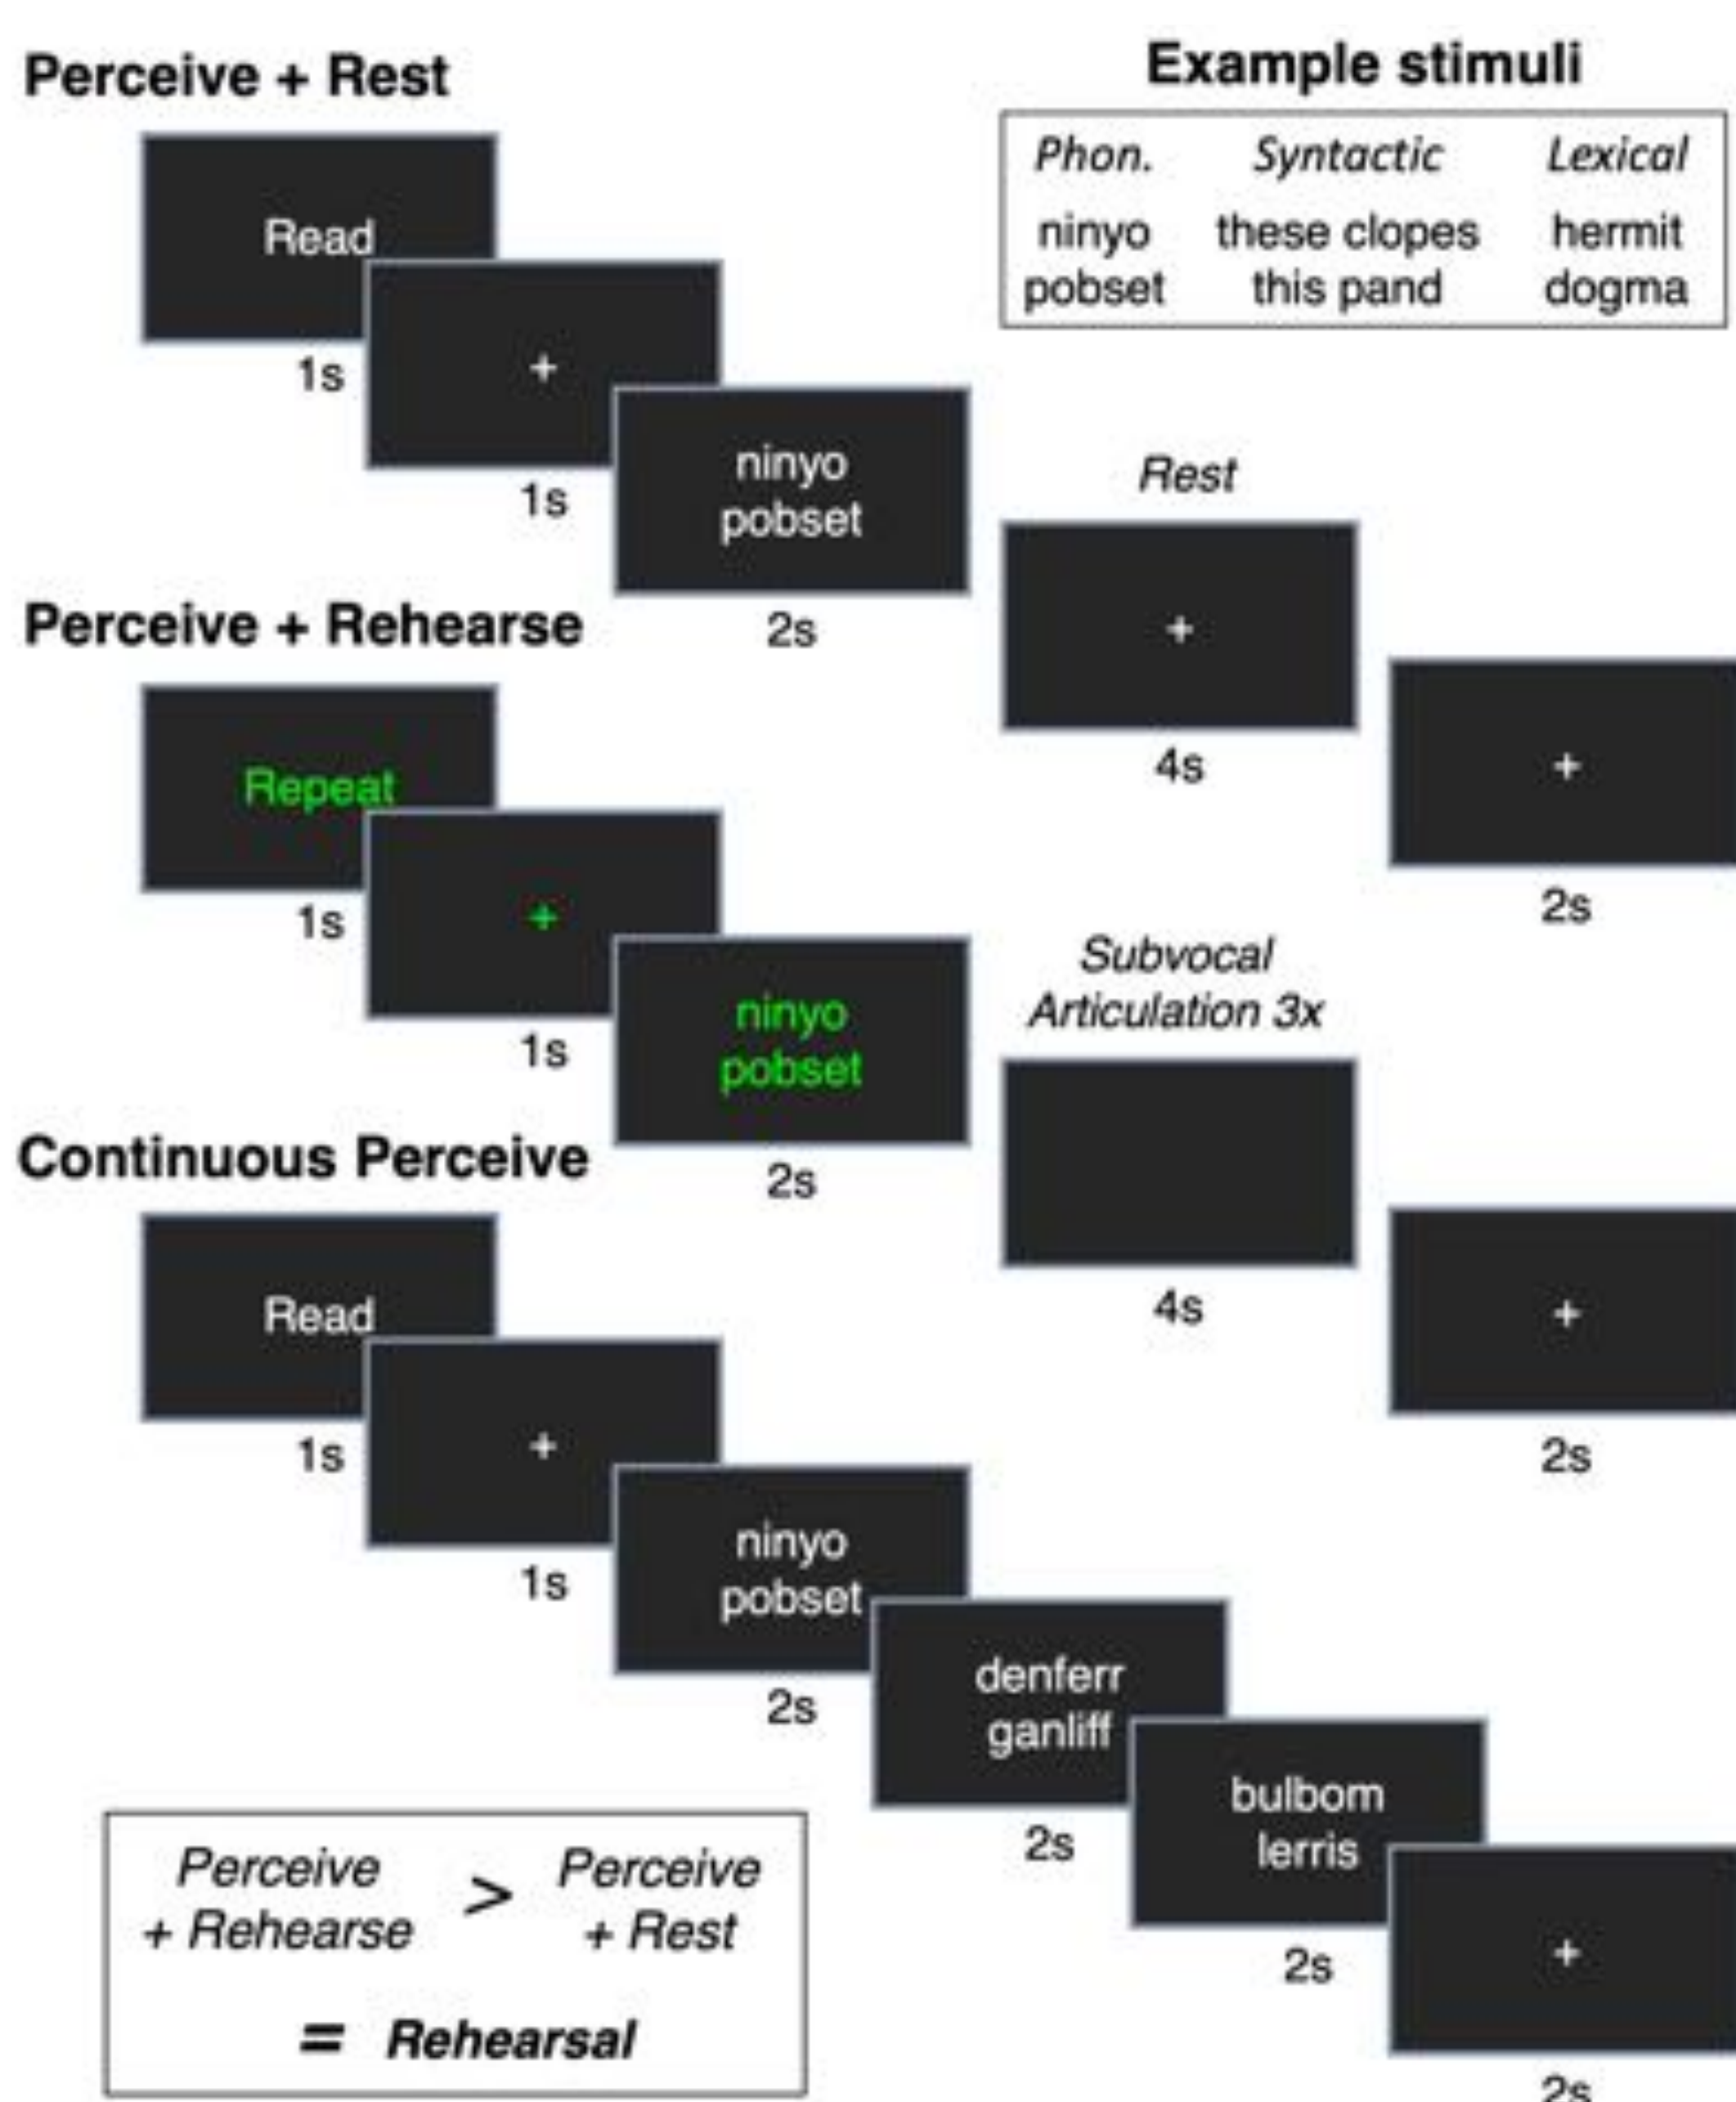 Perceive + Rest
Read
1s
+
1s
ninyo
pobset
2s
Rest
+
4s
+
2s
Example stimuli
Phon. Syntactic Lexical
ninyo these clopes hermit
pobset this pand dogma
Perceive + Rehearse
Repeat
1s
+
1s
ninyo
pobset
2s
Subvocal
Articulation 3x
4s
+
2s
Continuous Perceive
Read
1s
+
1s
ninyo
pobset
2s
denferr
ganliff
2s
bulbom
lerris
2s
+
2s
Perceive > Perceive
+ Rehearse + Rest
= Rehearsal